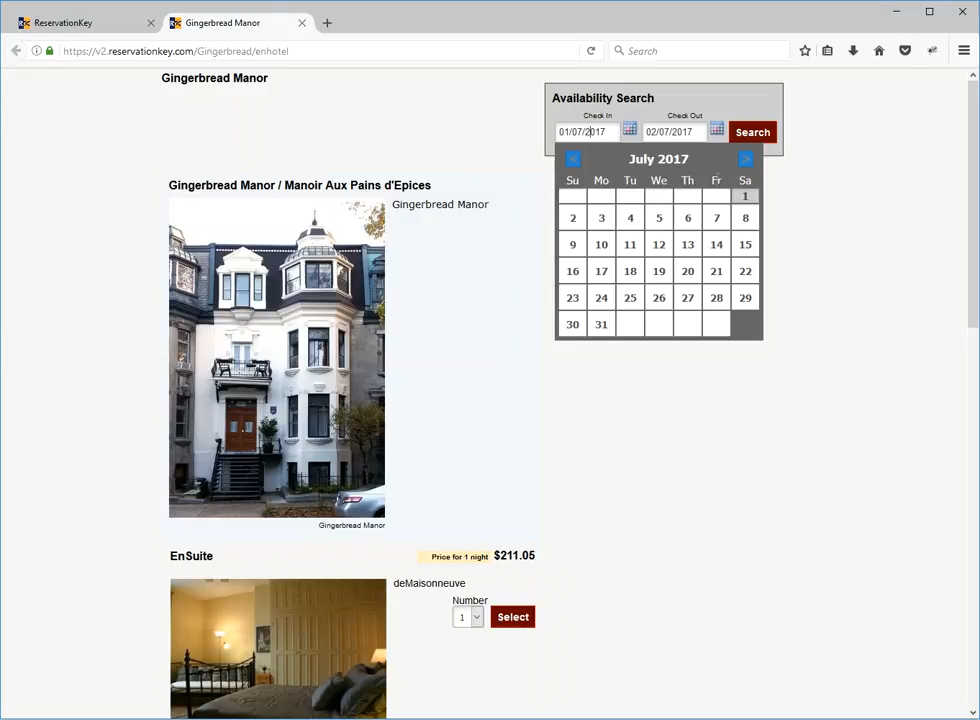 ReservationKey
Gingerbread Manor
https://v2.reservationkey.com/Gingerbread/enhotel
Search
Gingerbread Manor
Availability Search
Check In
Check Out
01/07/2017
02/07/2017
Search
< July 2017 >
Su Mo Tu We Th Fr Sa
1
2 3 4 5 6 7 8
9 10 11 12 13 14 15
16 17 18 19 20 21 22
23 24 25 26 27 28 29
30 31
Gingerbread Manor / Manoir Aux Pains d'Epices
Gingerbread Manor
Gingerbread Manor
EnSuite
Price for 1 night $211.05
deMaisonneuve
Number
1
Select